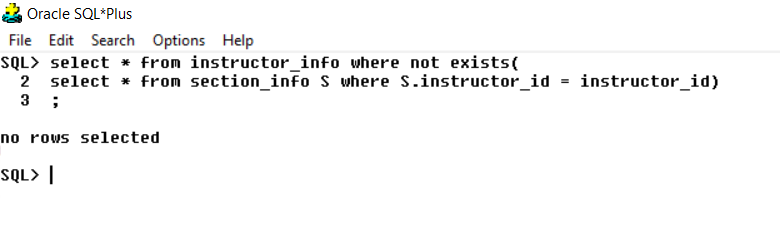 Oracle SQL*Plus
File Edit Search Options Help
SQL> select * from instructor_info where not exists(
  2  select * from section_info S where S.instructor_id = instructor_id)
  3  ;
no rows selected
SQL>